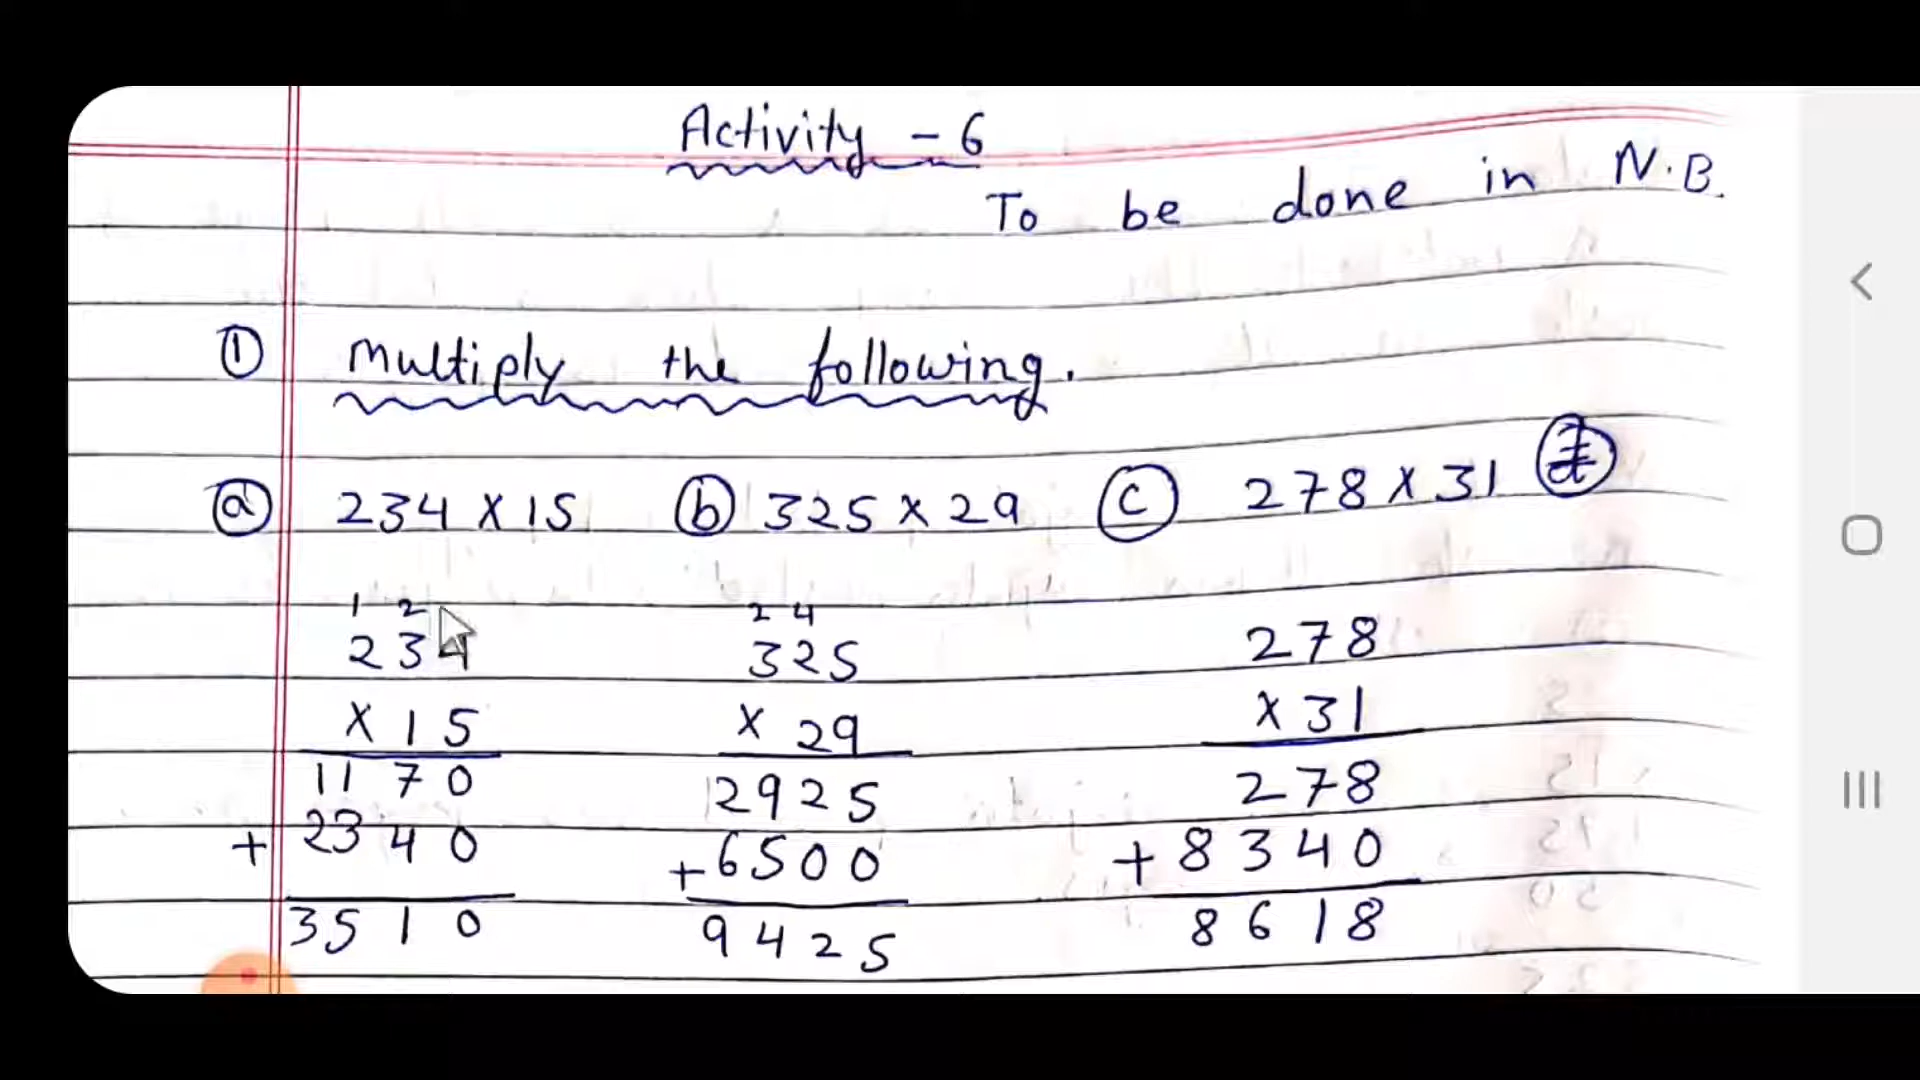 Activity - 6
To be done in N.B.
① Multiply the following.
ⓐ 234 x 15 ⓑ 325 x 29 ⓒ 278 x 31 ⓓ
1 2 2 4
234 325 278
x 15 x 29 x 31
1170 2925 278
+ 2340 +6500 + 8340
3510 9425 8618